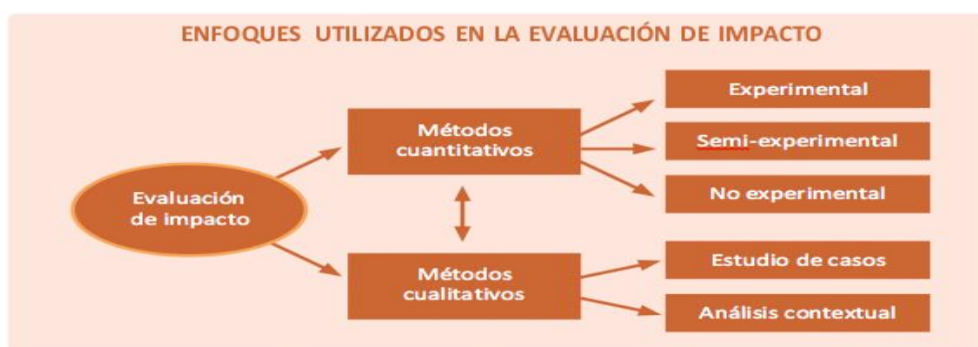 ENFOQUES UTILIZADOS EN LA EVALUACIÓN DE IMPACTO
Evaluación
de impacto
Métodos
cuantitativos
Experimental
Semi-experimental
No experimental
Métodos
cualitativos
Estudio de casos
Análisis contextual